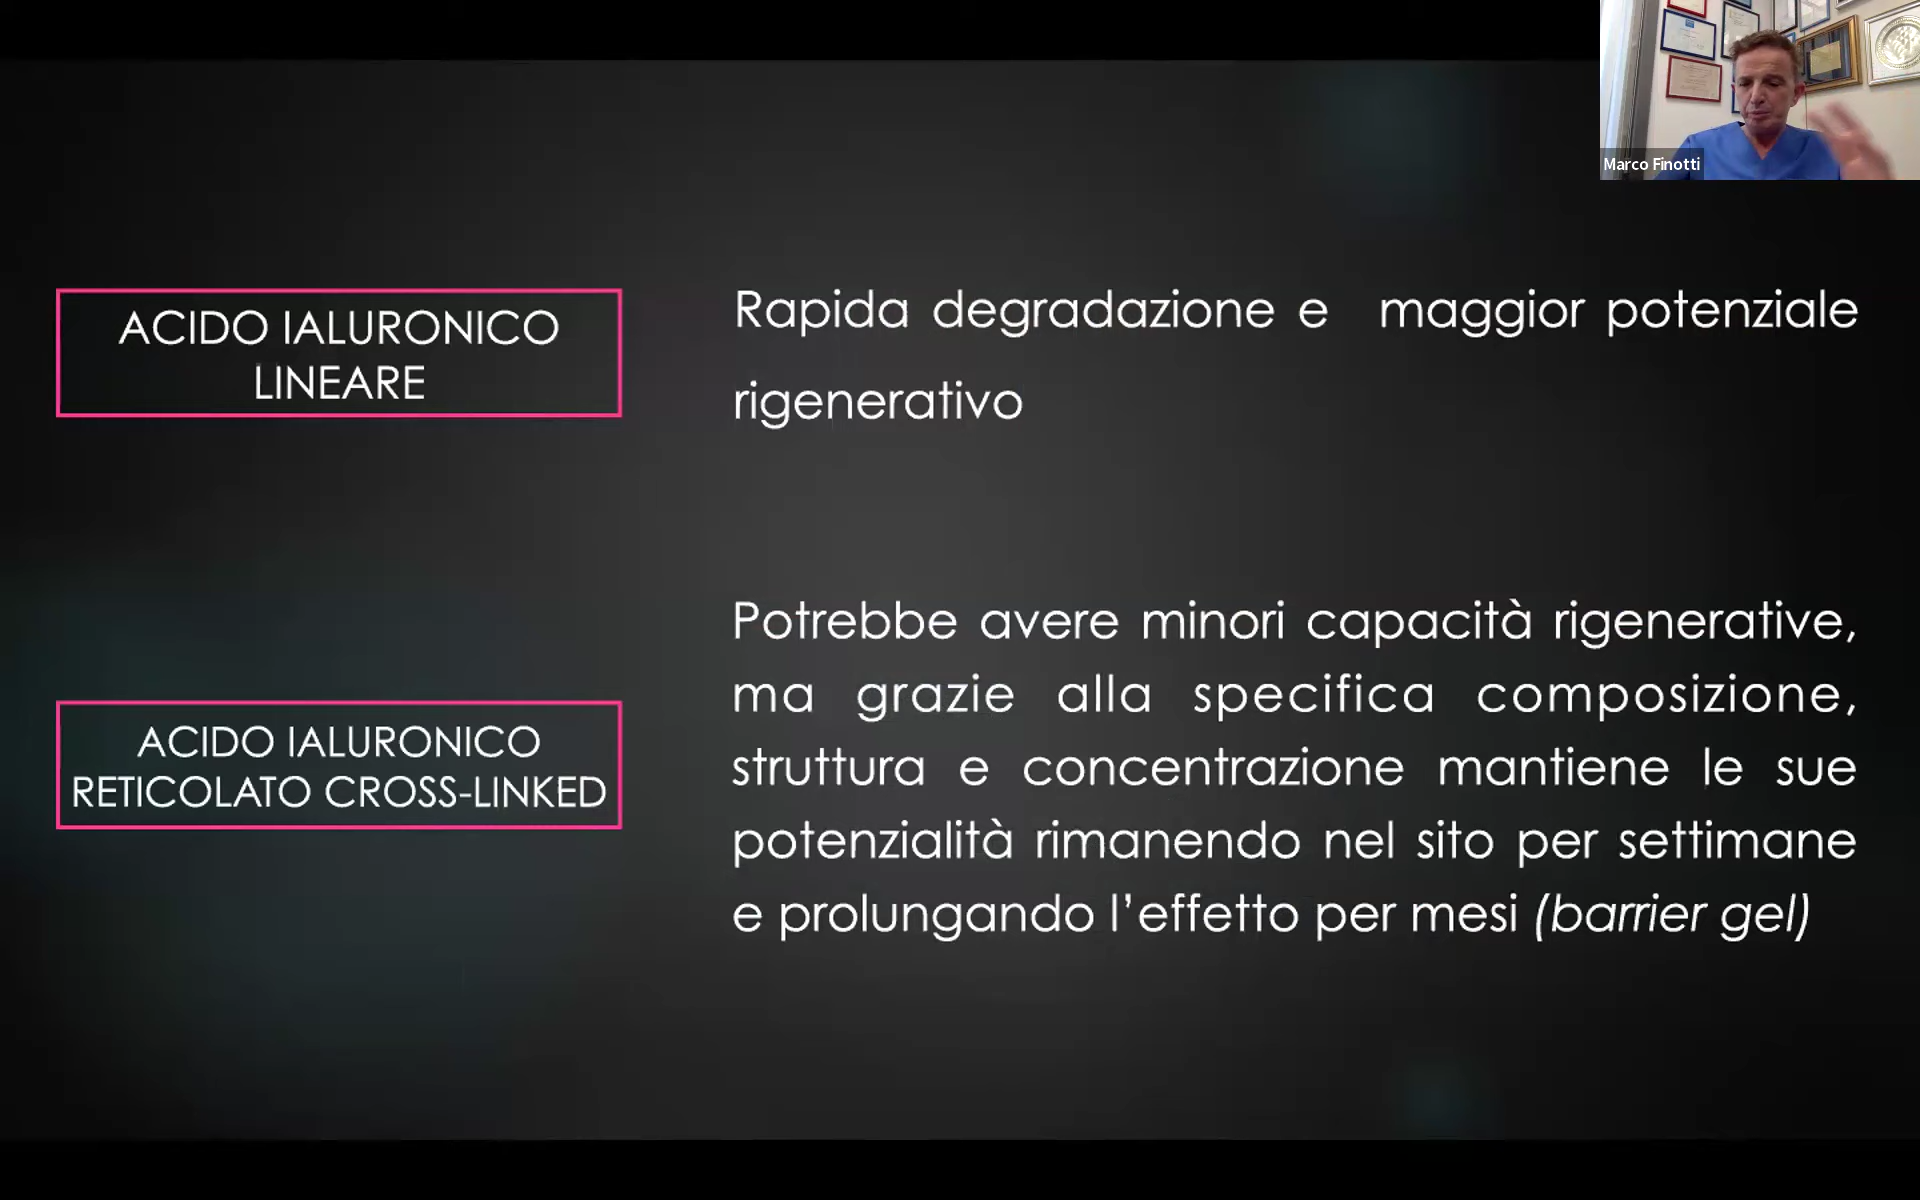 Marco Finotti
ACIDO IALURONICO
LINEARE
Rapida degradazione e maggior potenziale
rigenerativo
ACIDO IALURONICO
RETICOLATO CROSS-LINKED
Potrebbe avere minori capacità rigenerative,
ma grazie alla specifica composizione,
struttura e concentrazione mantiene le sue
potenzialità rimanendo nel sito per settimane
e prolungando l’effetto per mesi (barrier gel)